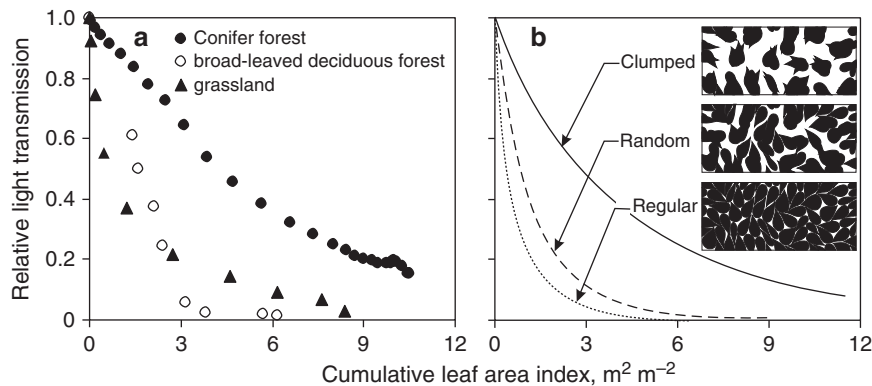 Relative light transmission
1.0
0.8
0.6
0.4
0.2
0
a
Conifer forest
broad-leaved deciduous forest
grassland
0 3 6 9 12
b
Clumped
Random
Regular
0 3 6 9 12
Cumulative leaf area index, m² m⁻²